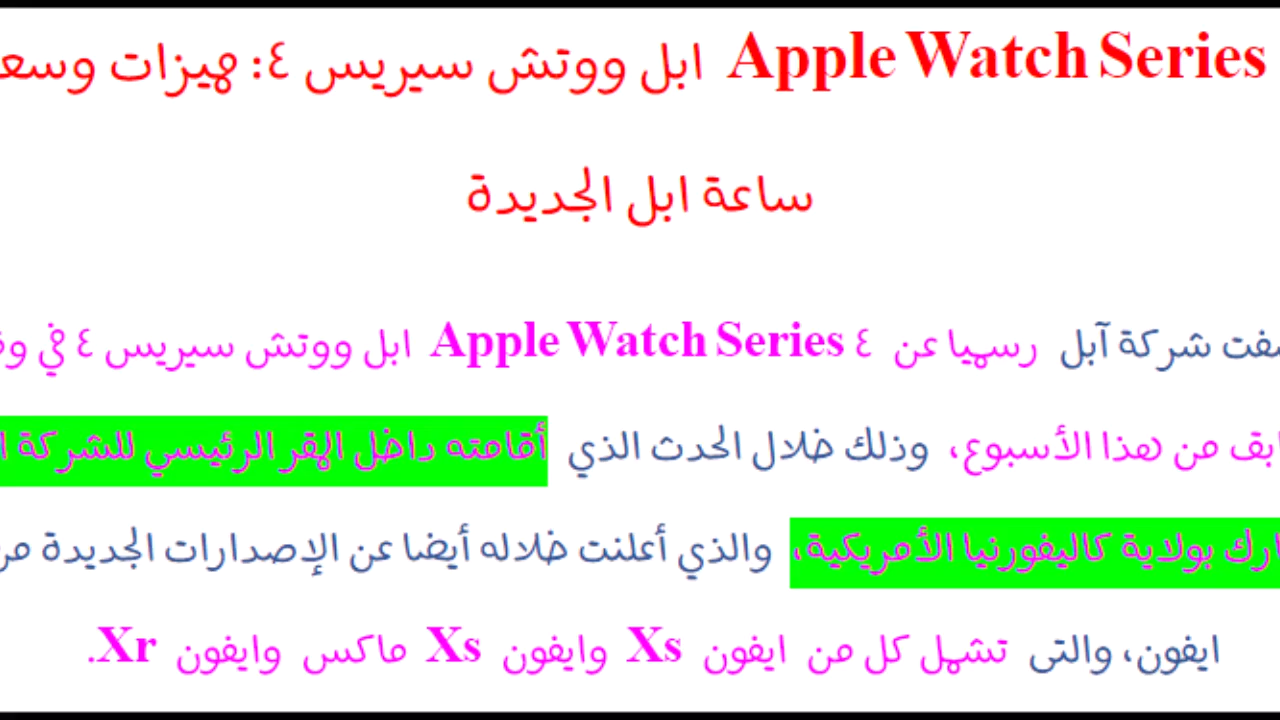 Apple Watch Series ابل ووتش سيريس ٤: مميزات وسعر
ساعة ابل الجديدة
شركة آبل رسميا عن Apple Watch Series ٤ ابل ووتش سيريس ٤ في
من هذا الأسبوع، وذلك خلال الحدث الذي أقامته داخل المقر الرئيسي للشركة
بولاية كاليفورنيا الأمريكية، والذي أعلنت خلاله أيضا عن الإصدارات الجديدة من
ايفون، والتى تشمل كل من ايفون Xs وايفون Xs ماكس وايفون Xr.